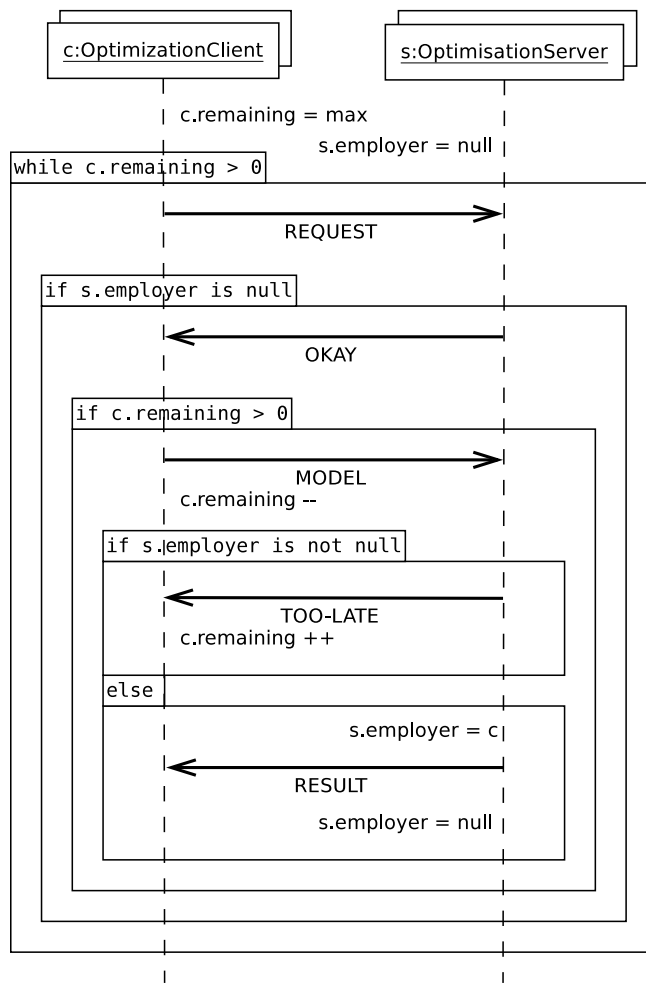 c:OptimizationClient
s:OptimisationServer
c.remaining = max
s.employer = null
while c.remaining > 0
REQUEST
if s.employer is null
OKAY
if c.remaining > 0
MODEL
c.remaining --
if s.employer is not null
TOO-LATE
c.remaining ++
else
s.employer = c
RESULT
s.employer = null